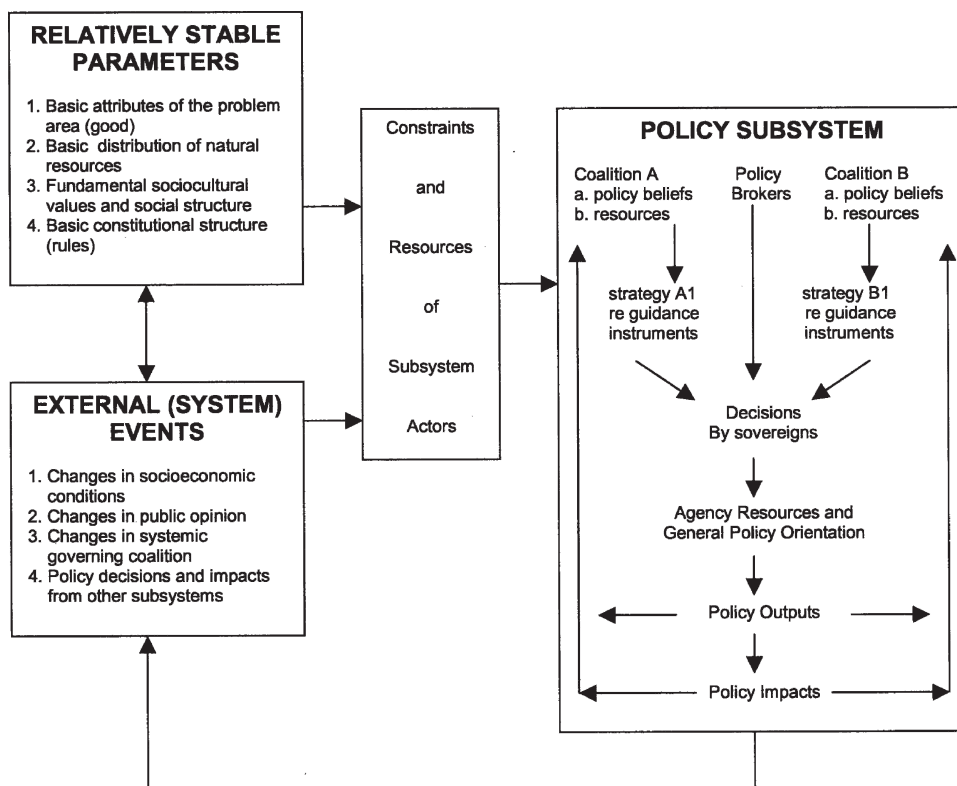 RELATIVELY STABLE
PARAMETERS
1. Basic attributes of the problem
area (good)
2. Basic distribution of natural
resources
3. Fundamental sociocultural
values and social structure
4. Basic constitutional structure
(rules)
EXTERNAL (SYSTEM)
EVENTS
1. Changes in socioeconomic
conditions
2. Changes in public opinion
3. Changes in systemic
governing coalition
4. Policy decisions and impacts
from other subsystems
Constraints
and
Resources
of
Subsystem
Actors
POLICY SUBSYSTEM
Coalition A
a. policy beliefs
b. resources
Policy
Brokers
Coalition B
a. policy beliefs
b. resources
strategy A1
re guidance
instruments
strategy B1
re guidance
instruments
Decisions
By sovereigns
Agency Resources and
General Policy Orientation
Policy Outputs
Policy Impacts